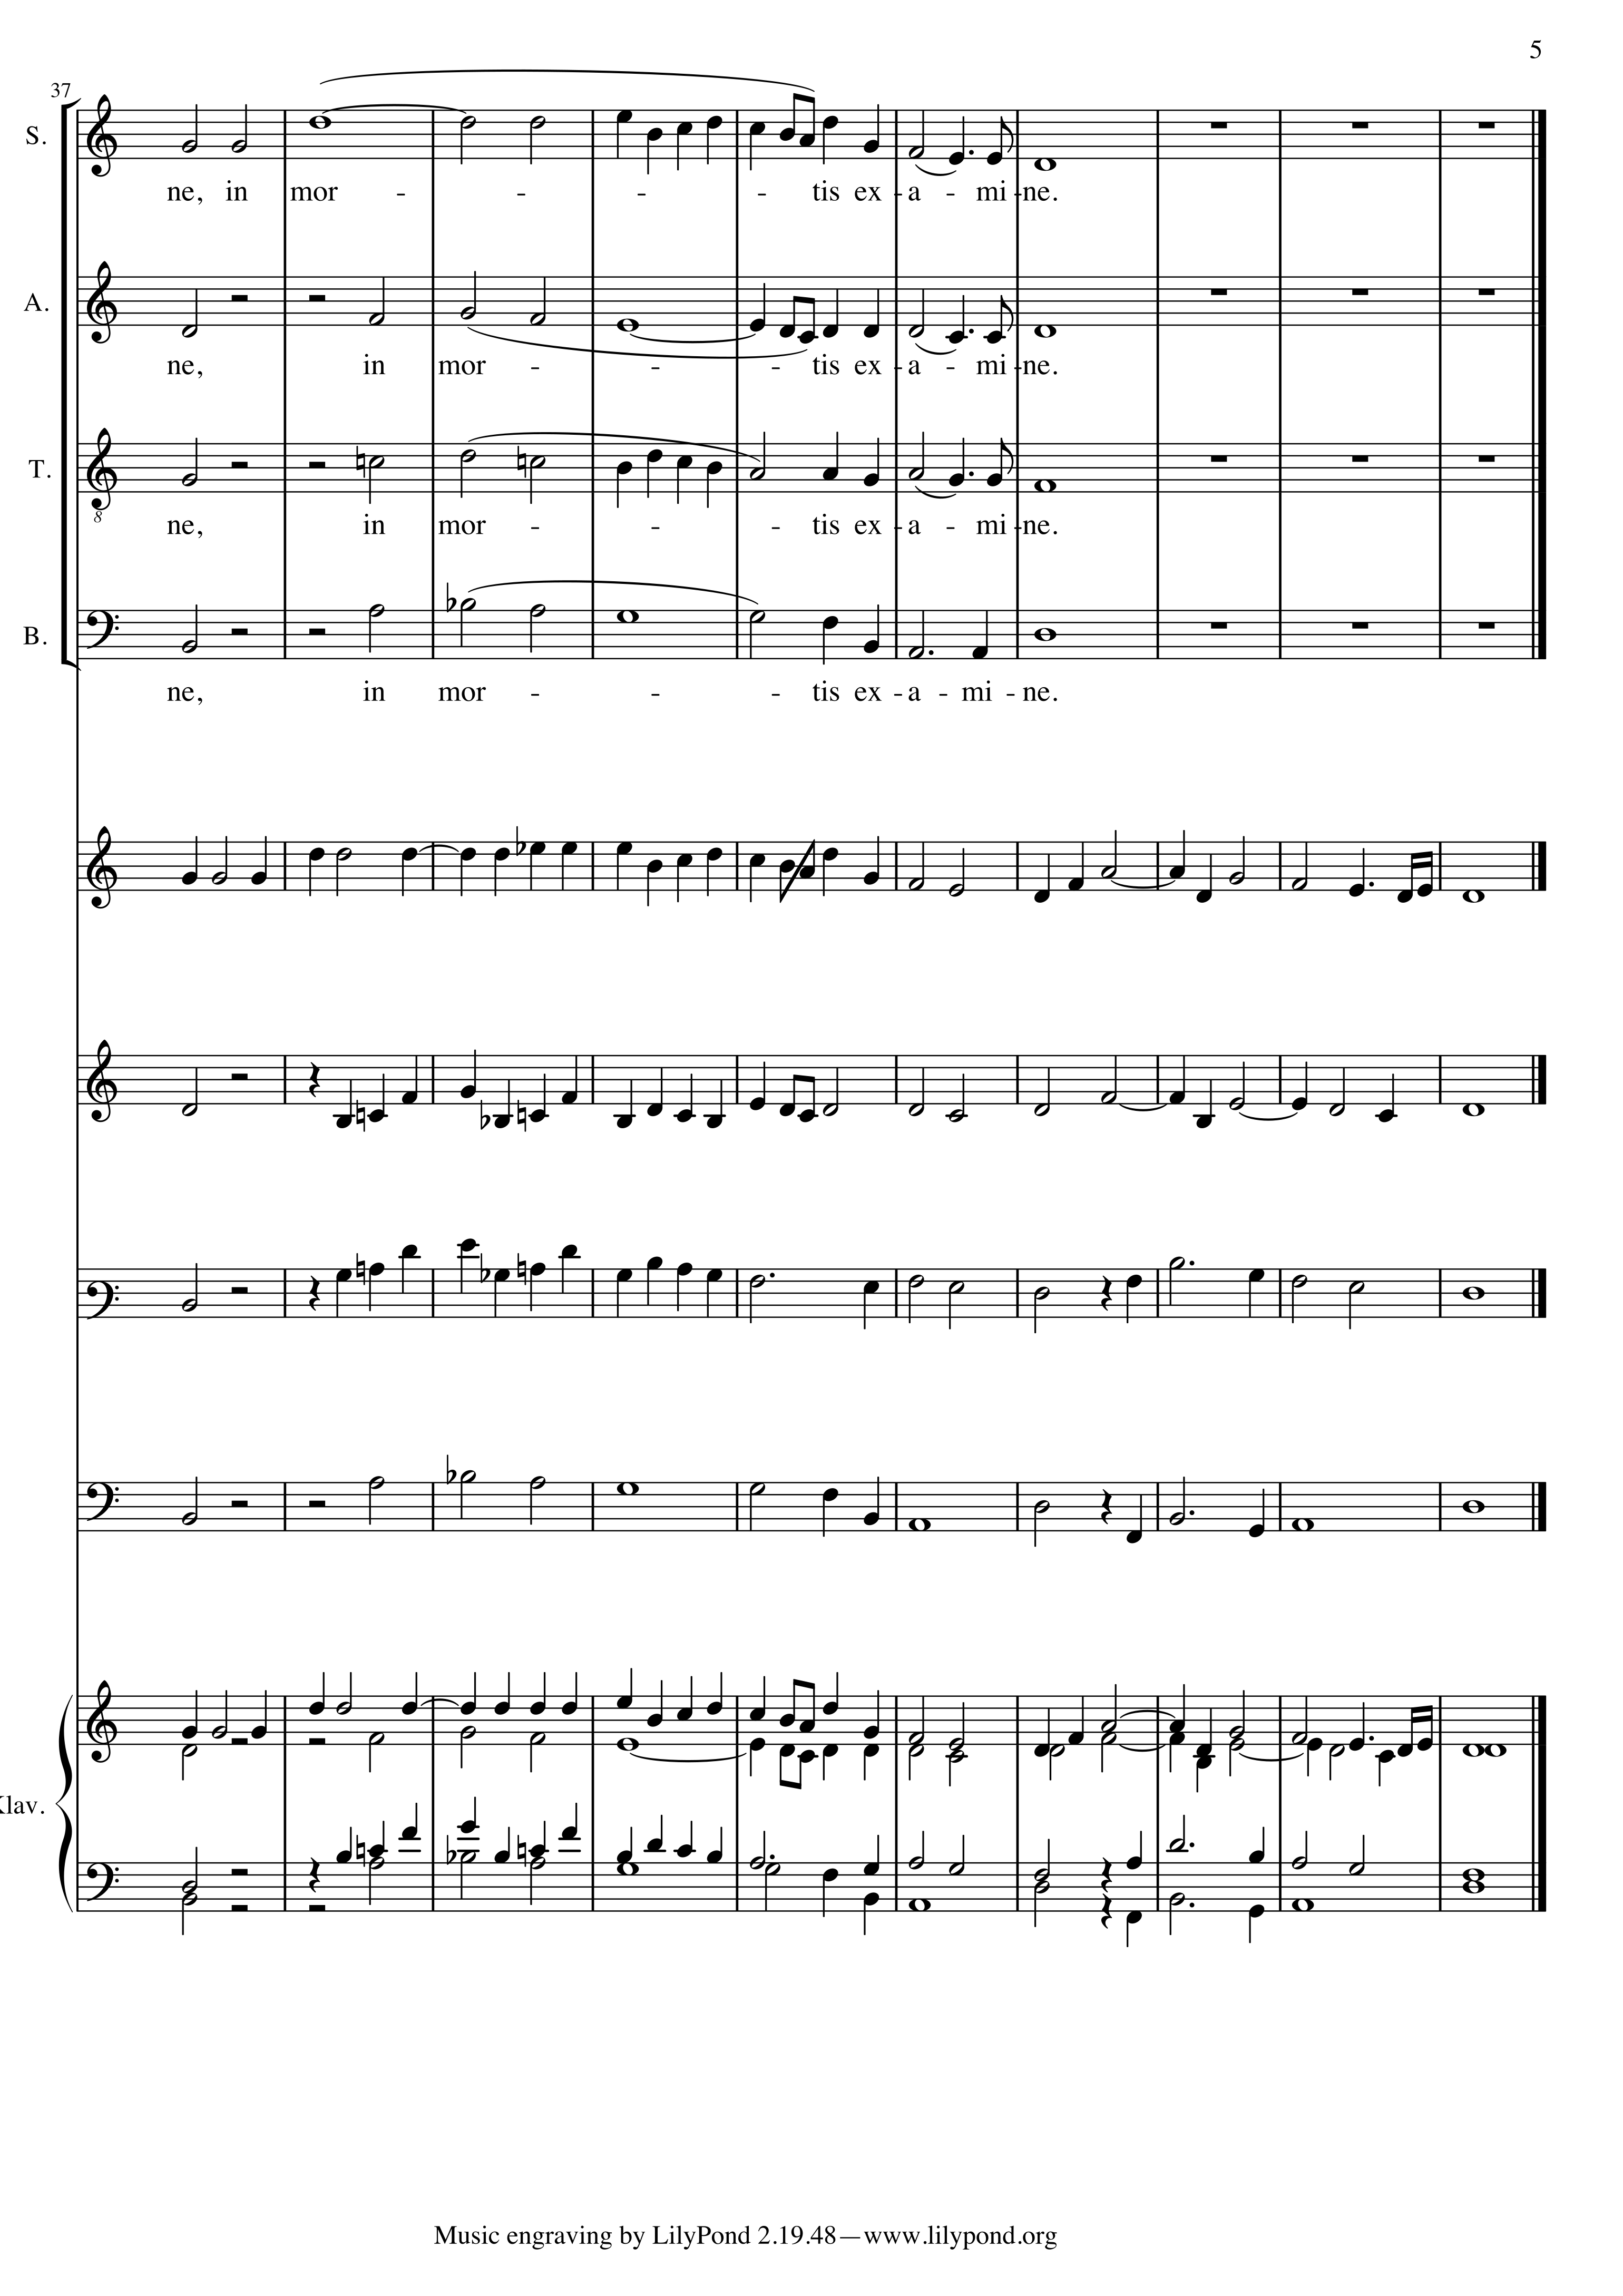 5
37
S.
ne, in mor - - - - tis ex - a - mi - ne.
A.
ne, in mor - - - tis ex - a - mi - ne.
T.
8
ne, in mor - - - tis ex - a - mi - ne.
B.
ne, in mor - - - tis ex - a - mi - ne.
Klav.
Music engraving by LilyPond 2.19.48—www.lilypond.org